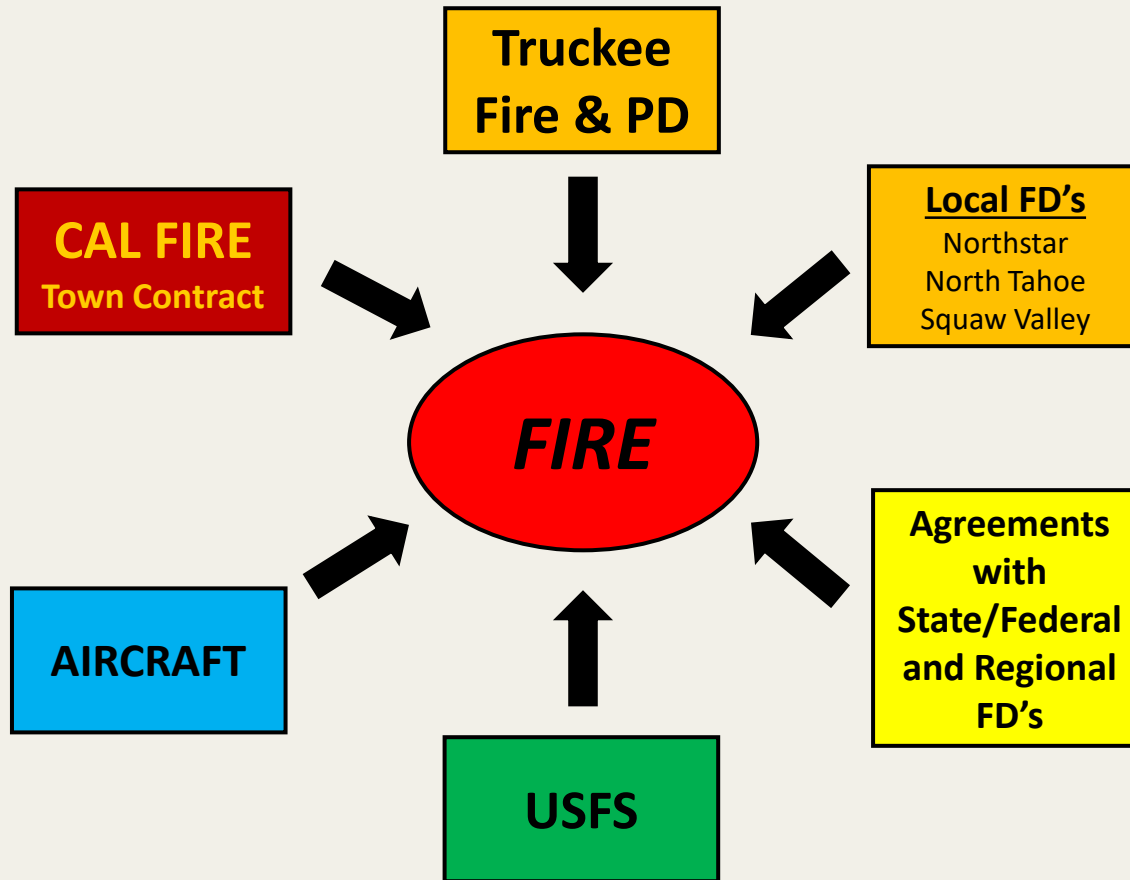 Truckee
Fire & PD
CAL FIRE
Town Contract
Local FD’s
Northstar
North Tahoe
Squaw Valley
FIRE
AIRCRAFT
Agreements
with
State/Federal
and Regional
FD’s
USFS